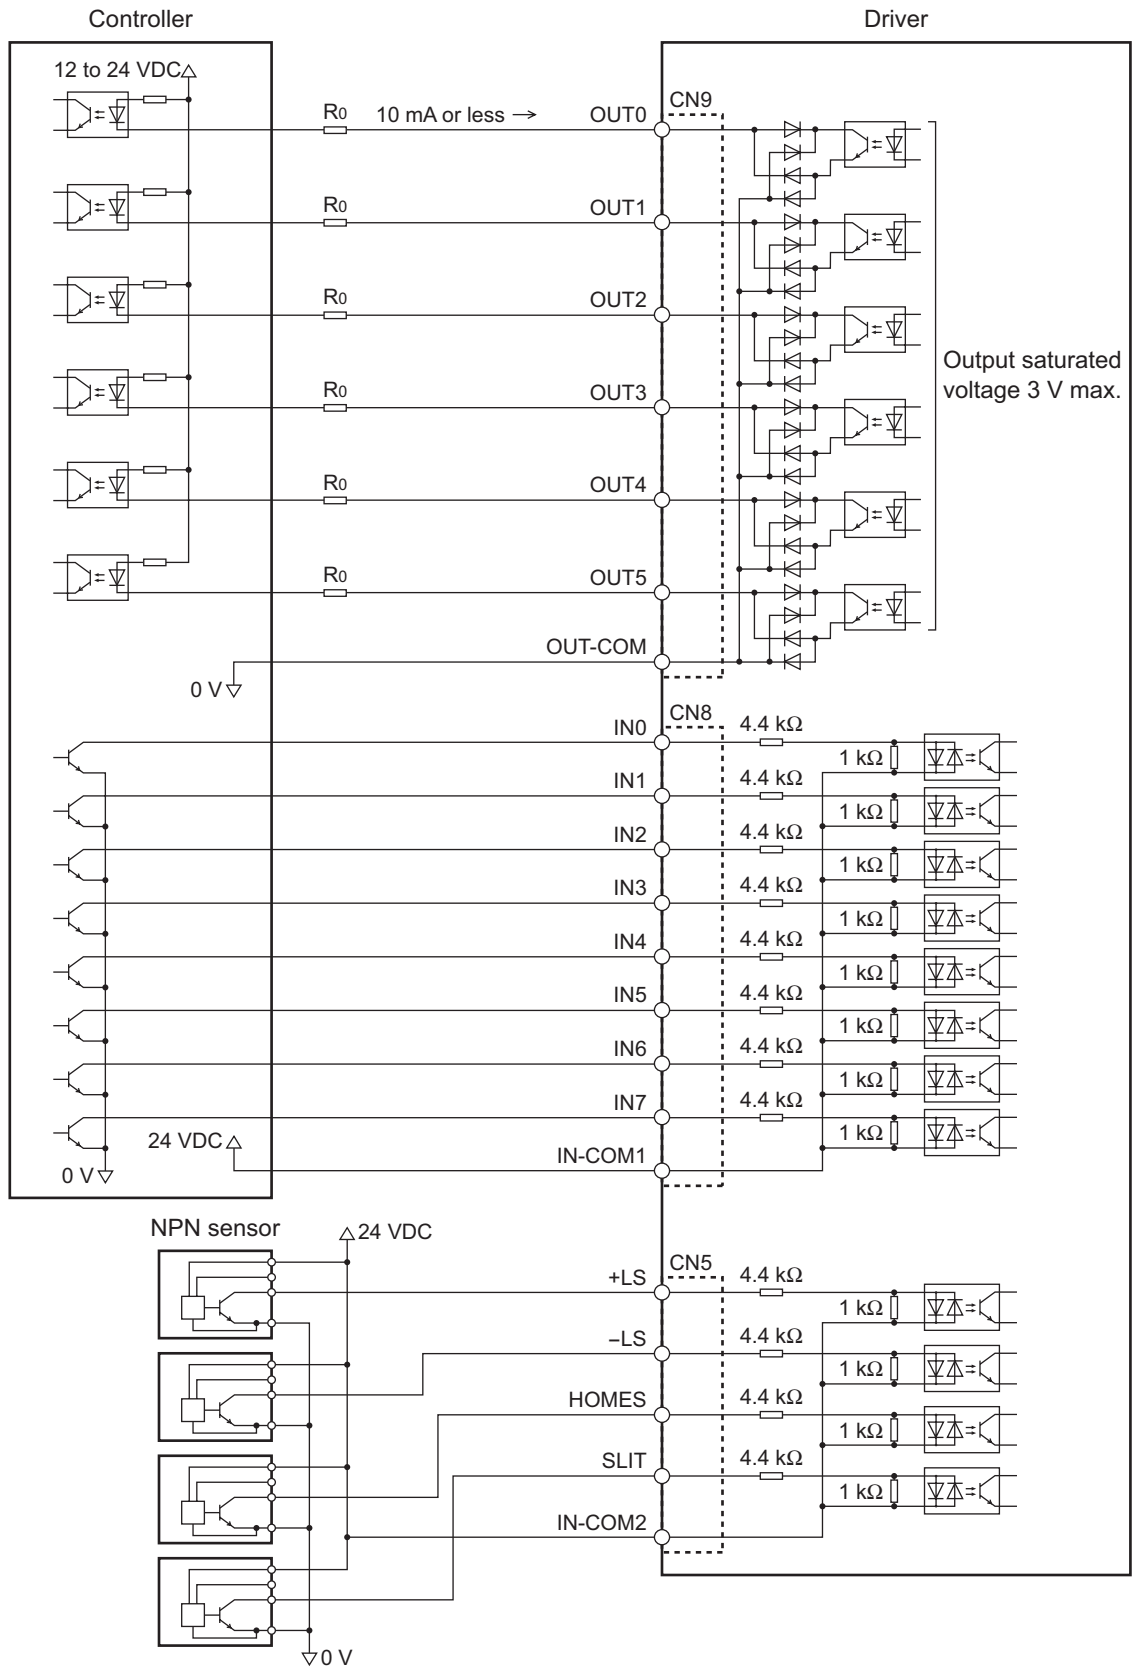 Controller
Driver
12 to 24 VDC
CN9
R0
10 mA or less →
OUT0
R0
OUT1
R0
OUT2
Output saturated
voltage 3 V max.
R0
OUT3
R0
OUT4
R0
OUT5
OUT-COM
0 V
CN8
IN0
4.4 kΩ
1 kΩ
IN1
4.4 kΩ
1 kΩ
IN2
4.4 kΩ
1 kΩ
IN3
4.4 kΩ
1 kΩ
IN4
4.4 kΩ
1 kΩ
IN5
4.4 kΩ
1 kΩ
IN6
4.4 kΩ
1 kΩ
IN7
4.4 kΩ
1 kΩ
24 VDC
IN-COM1
0 V
NPN sensor
24 VDC
CN5
+LS
4.4 kΩ
1 kΩ
–LS
4.4 kΩ
1 kΩ
HOMES
4.4 kΩ
1 kΩ
SLIT
4.4 kΩ
1 kΩ
IN-COM2
0 V